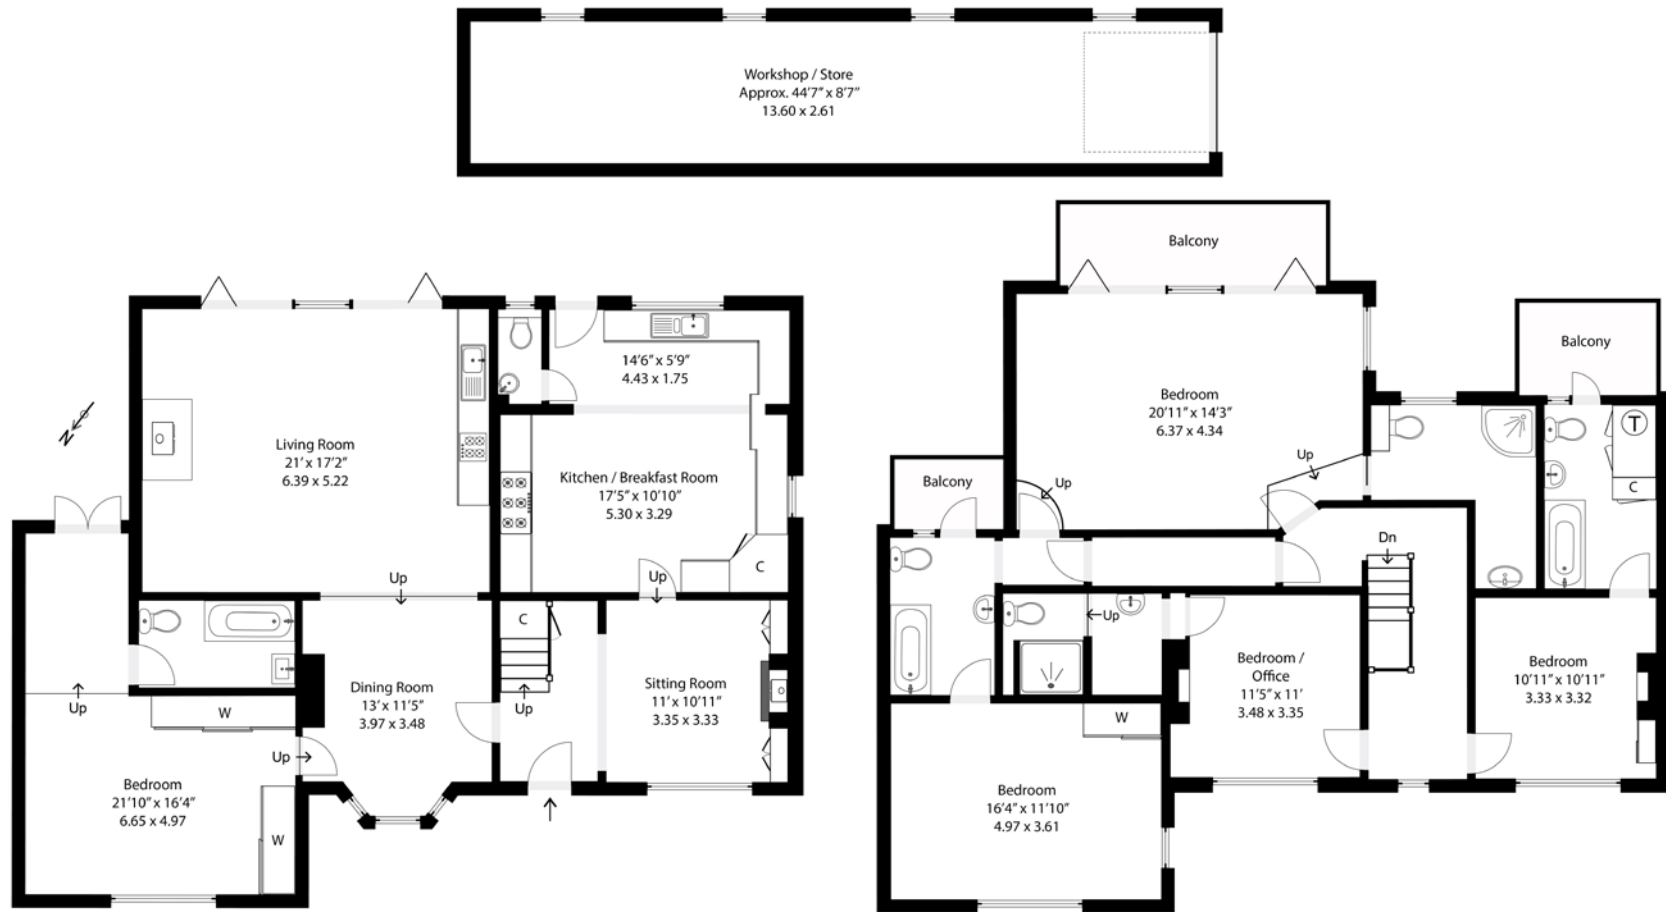 Workshop / Store
Approx. 44'7" x 8'7"
13.60 x 2.61
Balcony
Balcony
14'6" x 5'9"
4.43 x 1.75
Living Room
21' x 17'2"
6.39 x 5.22
N
Kitchen / Breakfast Room
17'5" x 10'10"
5.30 x 3.29
C
Up
Up
C
Up
Up
W
Dining Room
13' x 11'5"
3.97 x 3.48
Sitting Room
11' x 10'11"
3.35 x 3.33
Up
Bedroom
21'10" x 16'4"
6.65 x 4.97
W
Bedroom
20'11" x 14'3"
6.37 x 4.34
Up
Up
Balcony
T
C
Dn
Up
Bedroom /
Office
11'5" x 11'
3.48 x 3.35
Bedroom
10'11" x 10'11"
3.33 x 3.32
W
Bedroom
16'4" x 11'10"
4.97 x 3.61